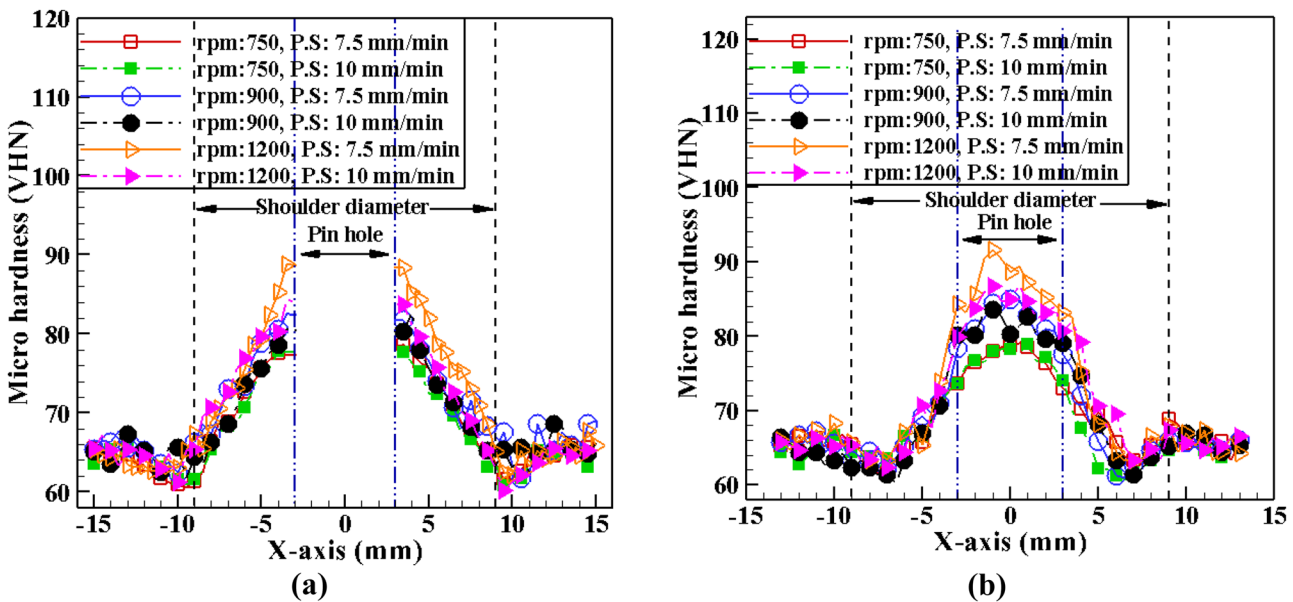 120
110
100
90
80
70
60
Micro hardness (VHN)
rpm:750, P.S: 7.5 mm/min
rpm:750, P.S: 10 mm/min
rpm:900, P.S: 7.5 mm/min
rpm:900, P.S: 10 mm/min
rpm:1200, P.S: 7.5 mm/min
rpm:1200, P.S: 10 mm/min
Shoulder diameter
Pin hole
-15 -10 -5 0 5 10 15
X-axis (mm)
(a)
120
110
100
90
80
70
60
Micro hardness (VHN)
rpm:750, P.S: 7.5 mm/min
rpm:750, P.S: 10 mm/min
rpm:900, P.S: 7.5 mm/min
rpm:900, P.S: 10 mm/min
rpm:1200, P.S: 7.5 mm/min
rpm:1200, P.S: 10 mm/min
Shoulder diameter
Pin hole
-15 -10 -5 0 5 10 15
X-axis (mm)
(b)